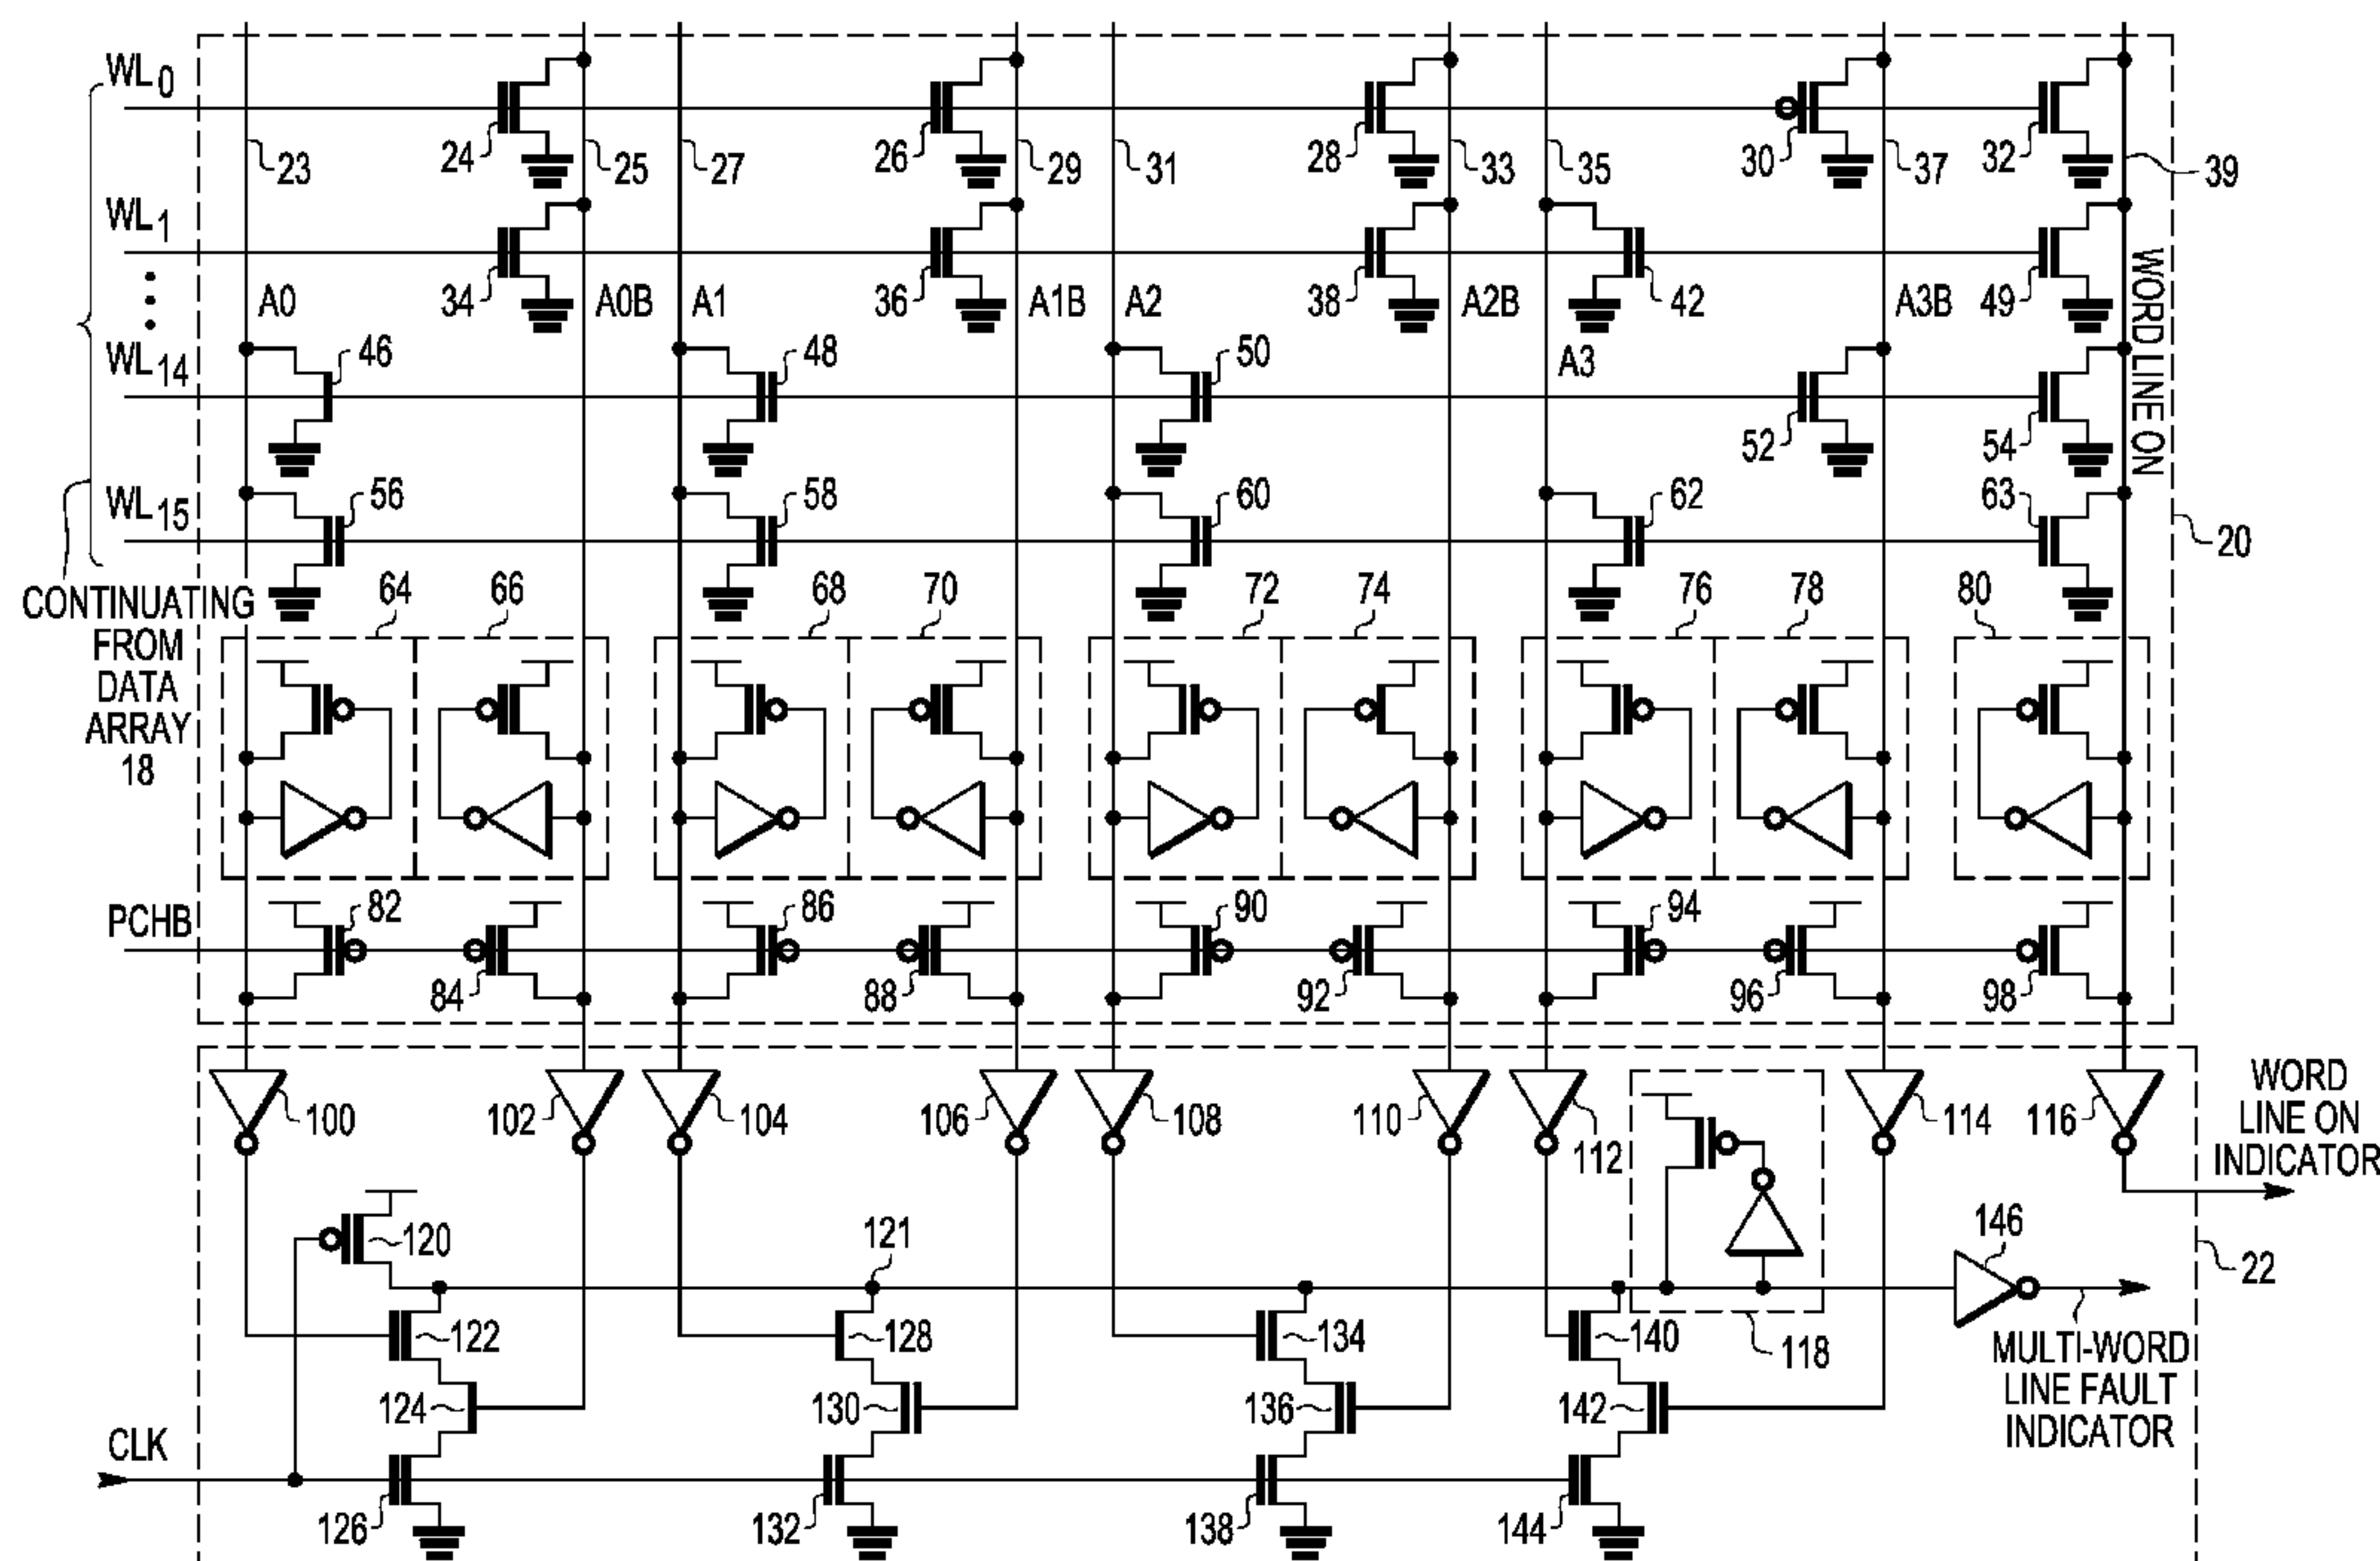 WL0
24 26 28 30 32
23 25 27 29 31 33 35 37 39
WL1
34 36 38 42 49
A0 A0B A1 A1B A2 A2B A3B
WORD LINE ON
WL14
46 48 50 A3 52 54
WL15
56 58 60 62 63
20
CONTINUATING
FROM
DATA
ARRAY
18
64 66 68 70 72 74 76 78 80
PCHB
82 86 90 94
84 88 92 96 98
100 102 104 106 108 110 112 114 116
WORD
LINE ON
INDICATOR
120 121 146 22
122 128 134 140 118
MULTI-WORD
LINE FAULT
INDICATOR
124 130 136 142
CLK
126 132 138 144